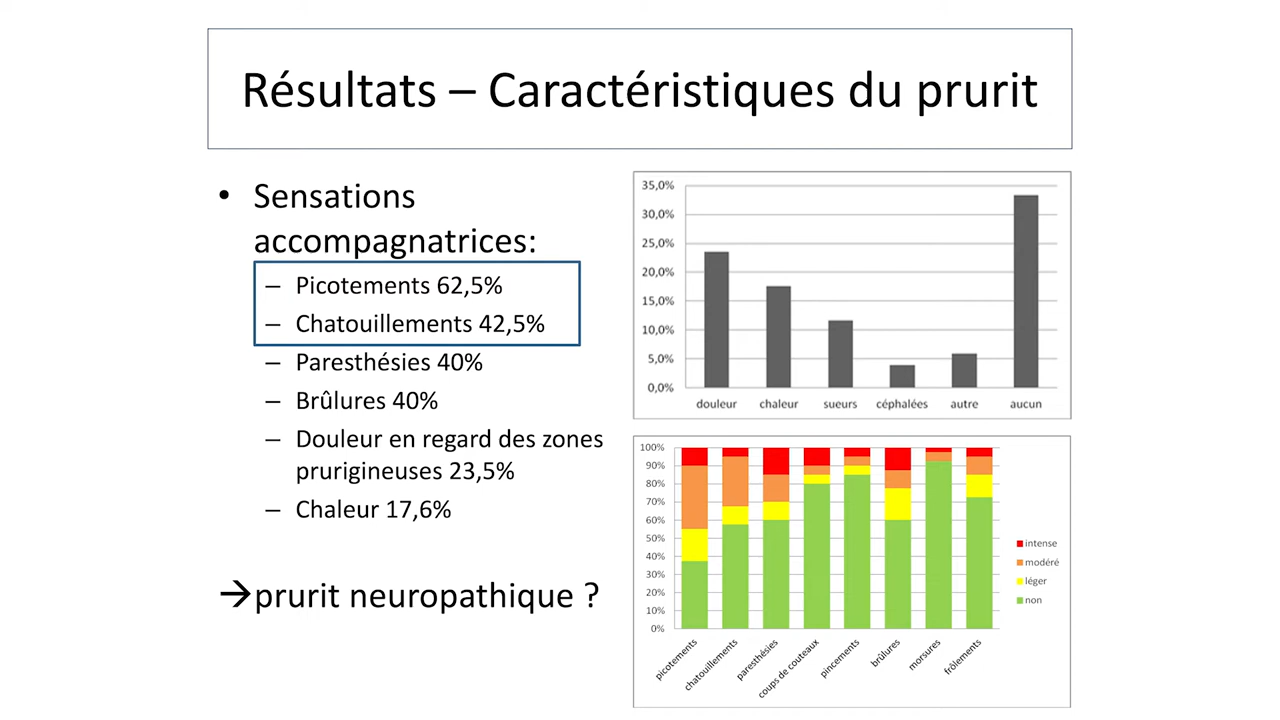 Résultats – Caractéristiques du prurit
• Sensations
accompagnatrices:
– Picotements 62,5%
– Chatouillements 42,5%
– Paresthésies 40%
– Brûlures 40%
– Douleur en regard des zones
prurigineuses 23,5%
– Chaleur 17,6%
→prurit neuropathique ?
35,0%
30,0%
25,0%
20,0%
15,0%
10,0%
5,0%
0,0%
douleur chaleur sueurs céphalées autre aucun
100%
90%
80%
70%
60%
50%
40%
30%
20%
10%
0%
picotements chatouillements paresthésies coups de couteaux pincements brûlures morsures frôlements
intense
modéré
léger
non